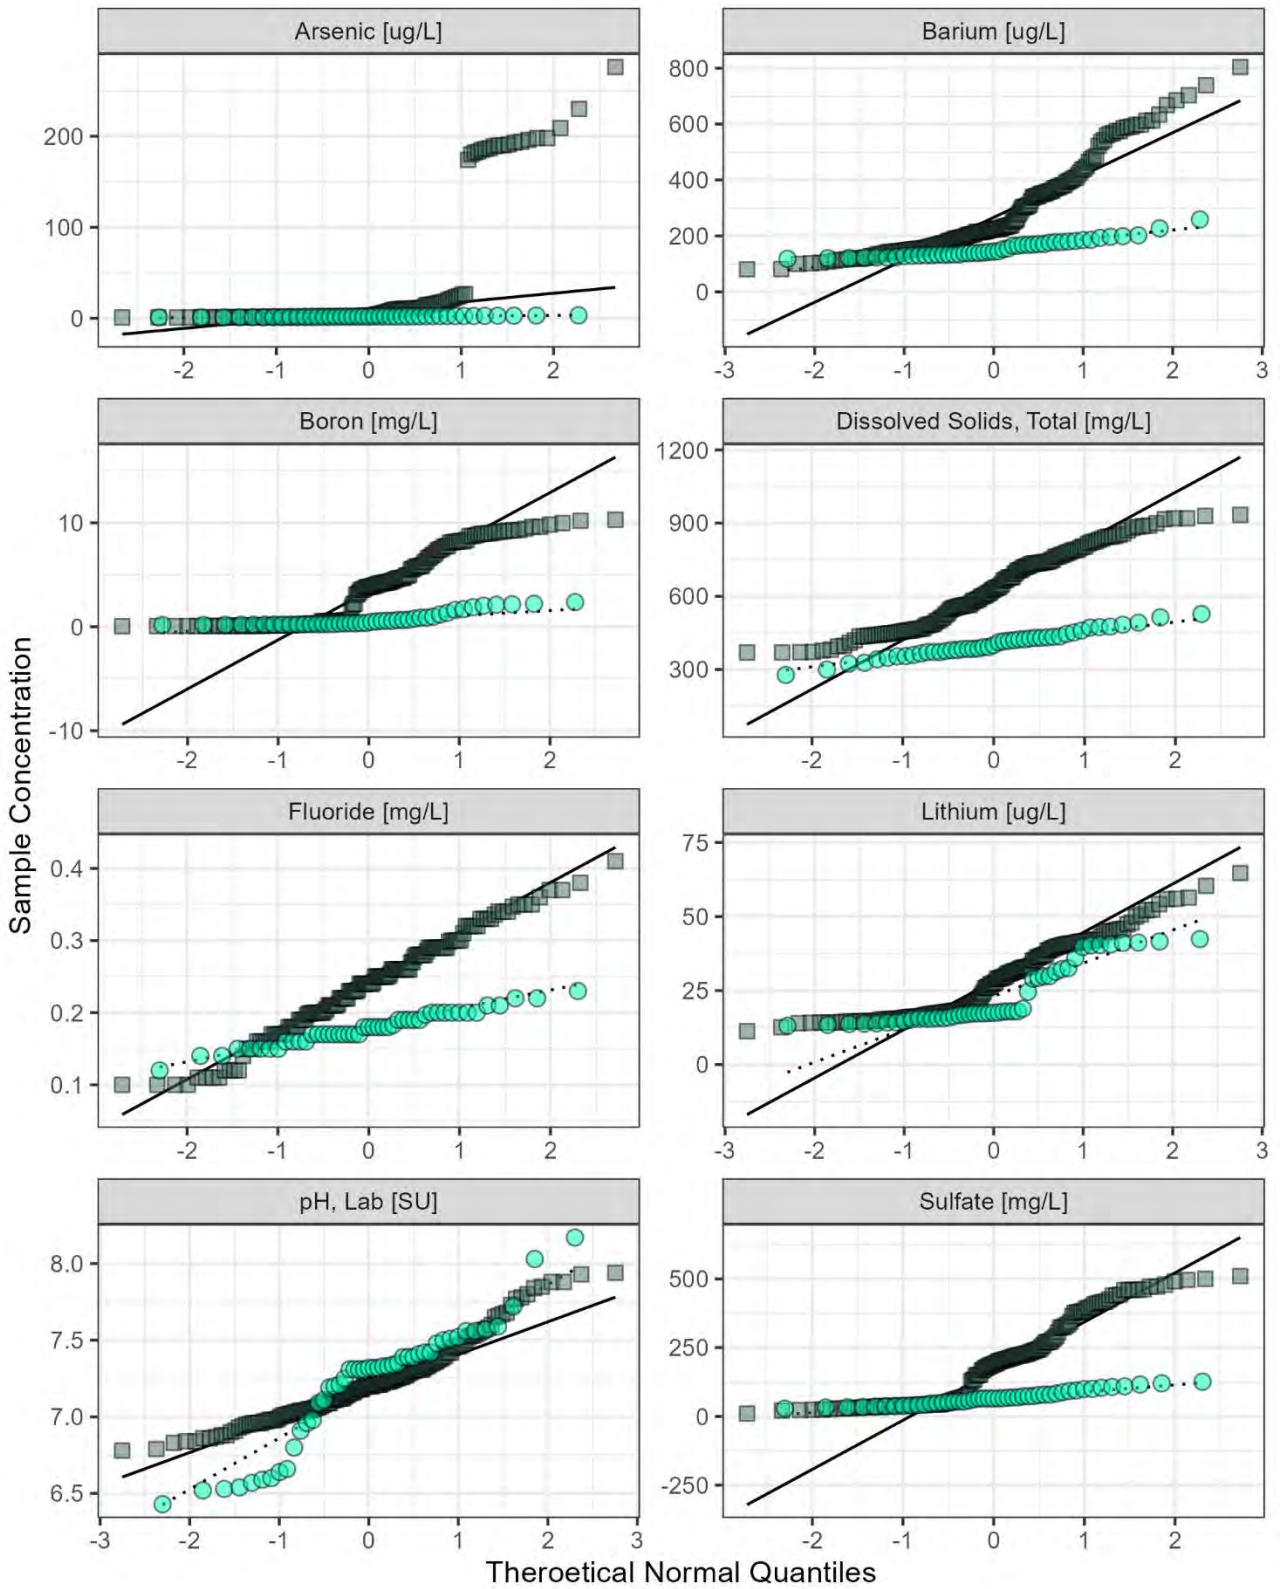 Arsenic [ug/L]
Barium [ug/L]
200
100
0
-2 -1 0 1 2
800
600
400
200
0
-3 -2 -1 0 1 2 3
Boron [mg/L]
Dissolved Solids, Total [mg/L]
10
0
-10
-2 -1 0 1 2
1200
900
600
300
-2 -1 0 1 2
Sample Concentration
Fluoride [mg/L]
Lithium [ug/L]
0.4
0.3
0.2
0.1
-2 -1 0 1 2
75
50
25
0
-3 -2 -1 0 1 2 3
pH, Lab [SU]
Sulfate [mg/L]
8.0
7.5
7.0
6.5
-3 -2 -1 0 1 2 3
500
250
0
-250
-2 -1 0 1 2
Theroetical Normal Quantiles